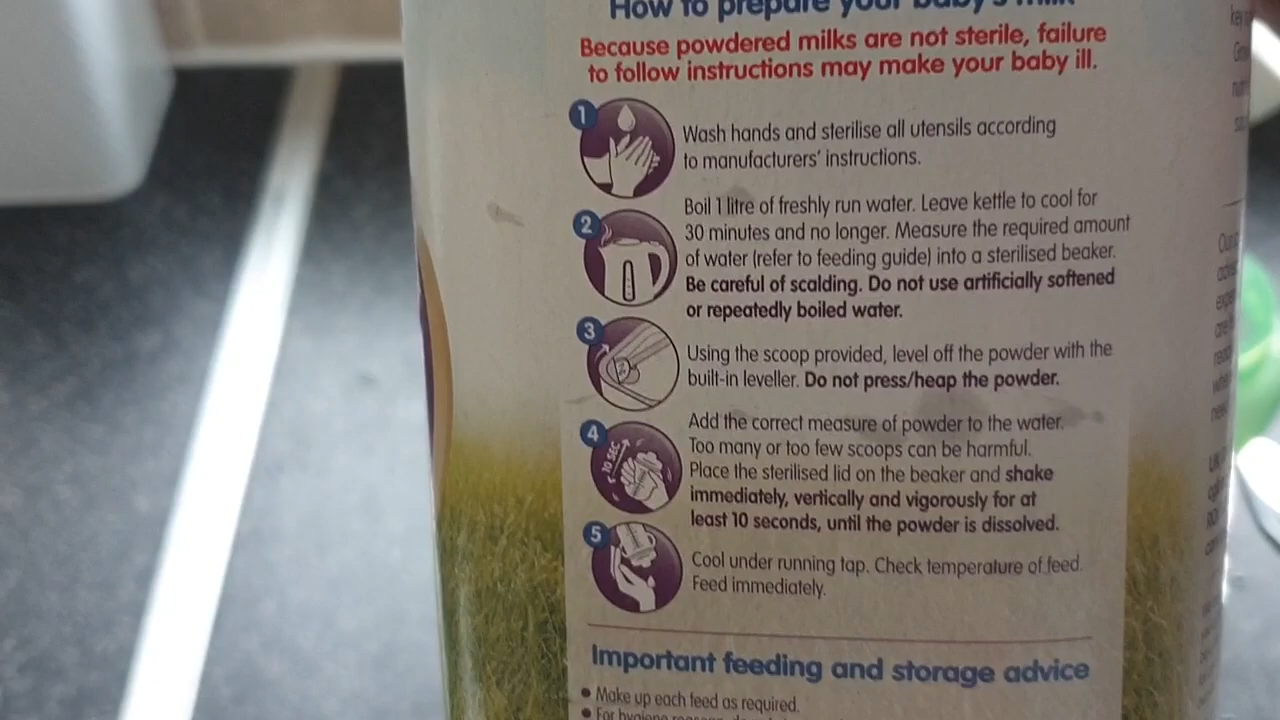 How to prepare your baby's milk
Because powdered milks are not sterile, failure
to follow instructions may make your baby ill.
1
Wash hands and sterilise all utensils according
to manufacturers' instructions.
2
Boil 1 litre of freshly run water. Leave kettle to cool for
30 minutes and no longer. Measure the required amount
of water (refer to feeding guide) into a sterilised beaker.
Be careful of scalding. Do not use artificially softened
or repeatedly boiled water.
3
Using the scoop provided, level off the powder with the
built-in leveller. Do not press/heap the powder.
4
10 SEC
Add the correct measure of powder to the water.
Too many or too few scoops can be harmful.
Place the sterilised lid on the beaker and shake
immediately, vertically and vigorously for at
least 10 seconds, until the powder is dissolved.
5
Cool under running tap. Check temperature of feed.
Feed immediately.
Important feeding and storage advice
• Make up each feed as required.
• For hygiene